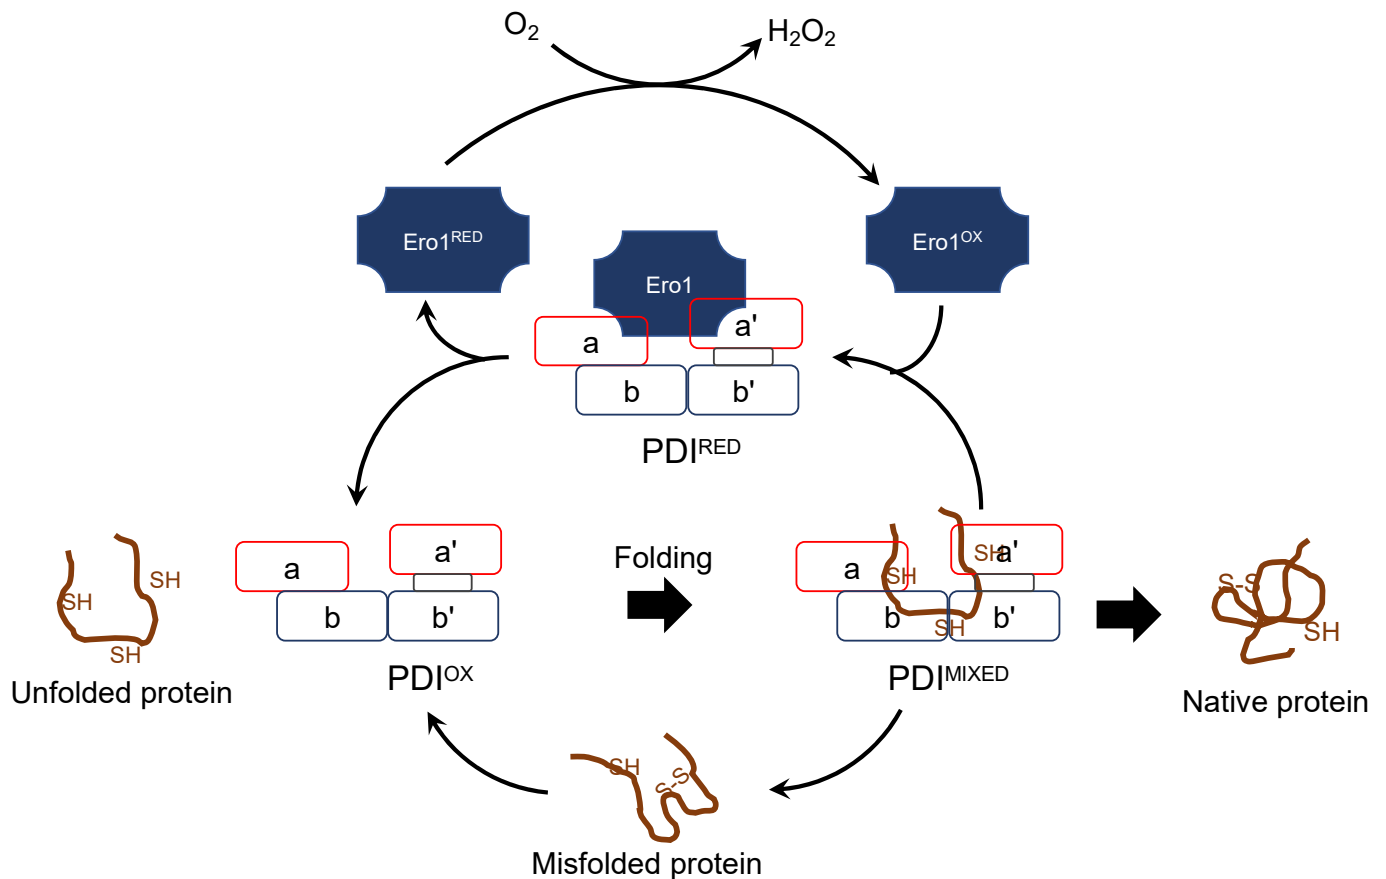 O₂
H₂O₂
Ero1ᴿᴱᴰ
Ero1ᴼˣ
Ero1
a'
a
b
b'
PDIᴿᴱᴰ
Folding
a
a'
b
b'
PDIᴼˣ
SH
SH
SH
Unfolded protein
a
SH
SH
a'
b
SH
b'
PDIᴹᴵˣᴱᴰ
S-S
SH
Native protein
SH
S-S
Misfolded protein